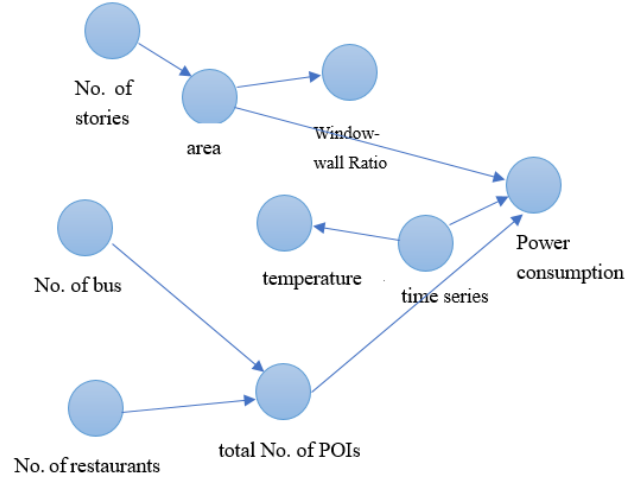 No. of
stories
area
Window-
wall Ratio
Power
consumption
temperature
time series
No. of bus
total No. of POIs
No. of restaurants